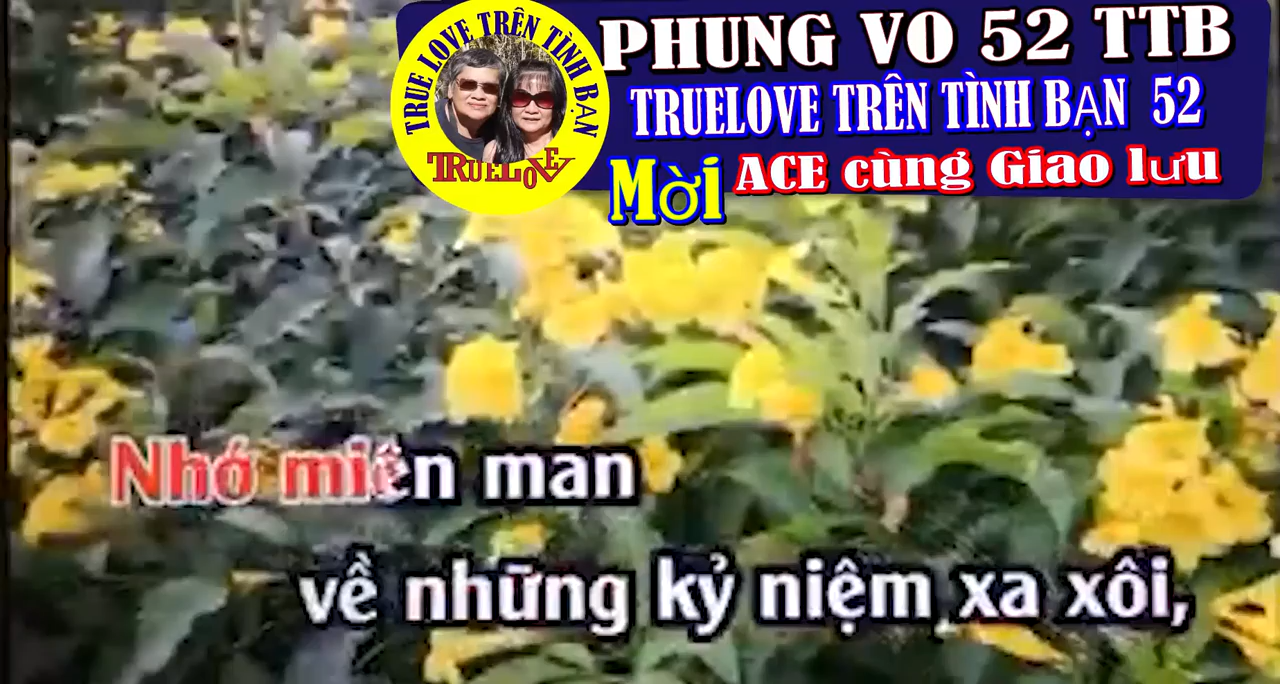 TRUE LOVE TRÊN TÌNH BẠN
TRUELOVE
PHUNG VO 52 TTB
TRUELOVE TRÊN TÌNH BẠN 52
Mời ACE cùng Giao lưu
Nhớ miên man
về những kỷ niệm xa xôi,